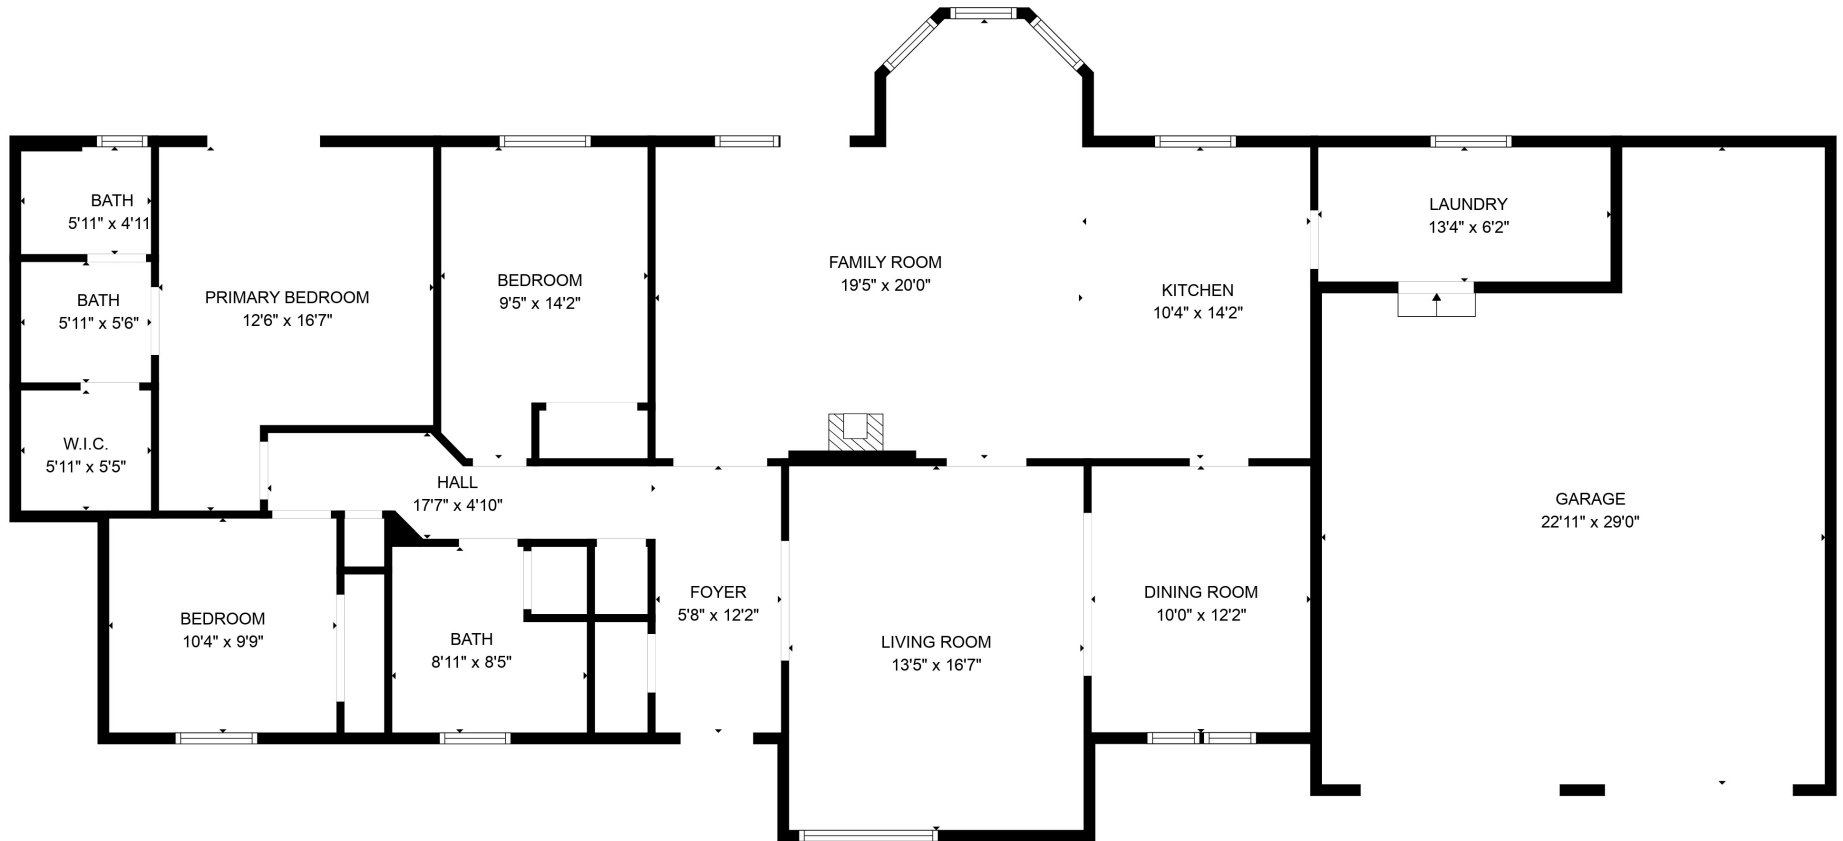 BATH
5'11" x 4'11
BATH
5'11" x 5'6"
W.I.C.
5'11" x 5'5"
PRIMARY BEDROOM
12'6" x 16'7"
BEDROOM
9'5" x 14'2"
FAMILY ROOM
19'5" x 20'0"
KITCHEN
10'4" x 14'2"
LAUNDRY
13'4" x 6'2"
HALL
17'7" x 4'10"
GARAGE
22'11" x 29'0"
BEDROOM
10'4" x 9'9"
BATH
8'11" x 8'5"
FOYER
5'8" x 12'2"
LIVING ROOM
13'5" x 16'7"
DINING ROOM
10'0" x 12'2"